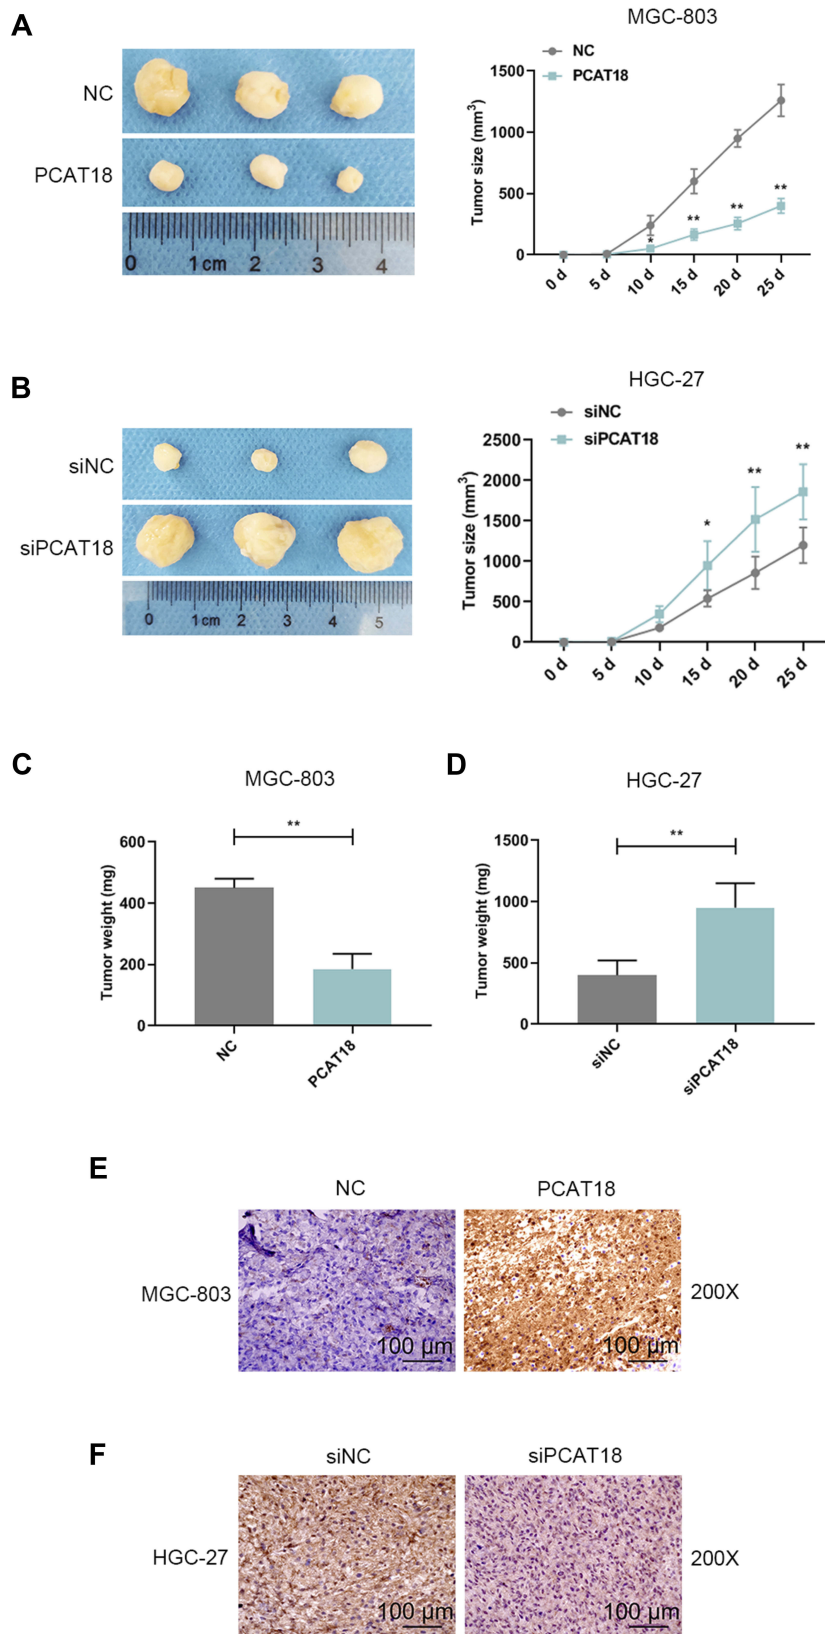 A
MGC-803
NC
PCAT18
NC
PCAT18
0 1cm 2 3 4
Tumor size (mm3)
1500
1000
500
0
*
**
**
**
0 d 5 d 10 d 15 d 20 d 25 d
B
HGC-27
siNC
siPCAT18
siNC
siPCAT18
0 1cm 2 3 4 5
Tumor size (mm3)
2500
2000
1500
1000
500
0
*
**
**
0 d 5 d 10 d 15 d 20 d 25 d
C
MGC-803
**
Tumor weight (mg)
600
400
200
0
NC PCAT18
D
HGC-27
**
Tumor weight (mg)
1500
1000
500
0
siNC siPCAT18
E
NC PCAT18
MGC-803
200X
100 μm 100 μm
F
siNC siPCAT18
HGC-27
200X
100 μm 100 μm